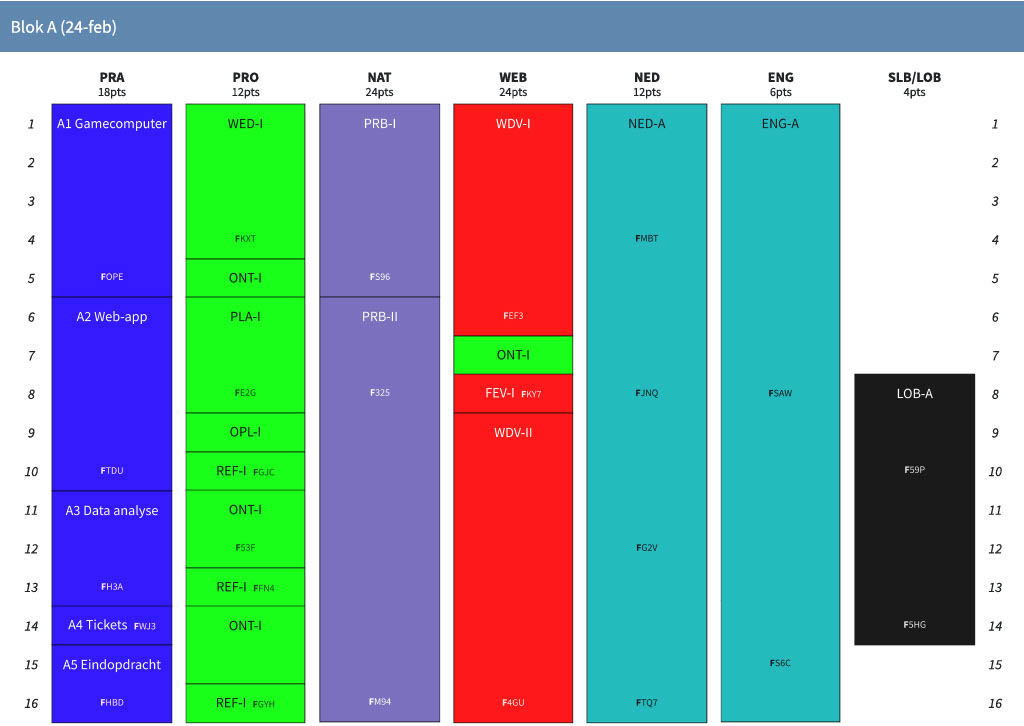 Blok A (24-feb)
PRA PRO NAT WEB NED ENG SLB/LOB
18pts 12pts 24pts 24pts 12pts 6pts 4pts
1 A1 Gamecomputer WED-I PRB-I WDV-I NED-A ENG-A 1
2 2
3 3
4 FKXT FMBT 4
5 FOPE ONT-I FS96 5
6 A2 Web-app PLA-I PRB-II FEF3 6
7 ONT-I 7
8 FE2G F325 FEV-I FKY7 FJNQ FSAW LOB-A 8
9 OPL-I WDV-II 9
10 FTDU REF-I FGJC F59P 10
11 A3 Data analyse ONT-I 11
12 F53F FG2V 12
13 FH3A REF-I FFN4 13
14 A4 Tickets FWJ3 ONT-I F5HG 14
15 A5 Eindopdracht FS6C 15
16 FHBD REF-I FGYH FM94 F4GU FTQ7 16